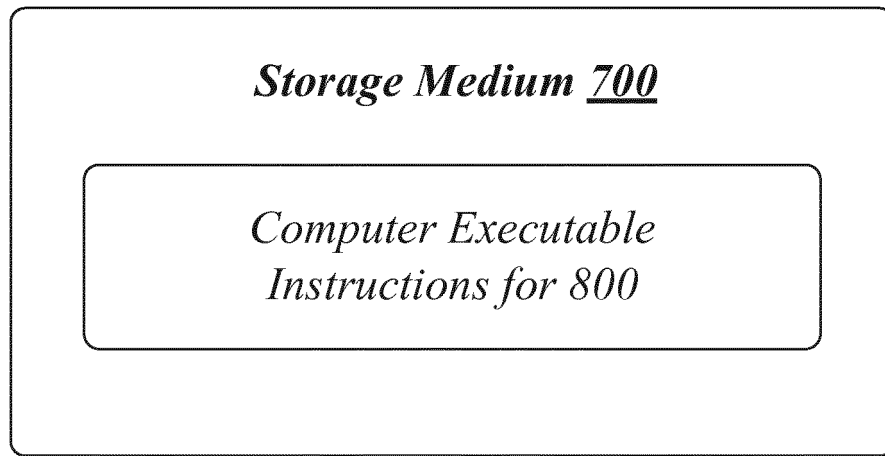 Storage Medium 700
Computer Executable
Instructions for 800